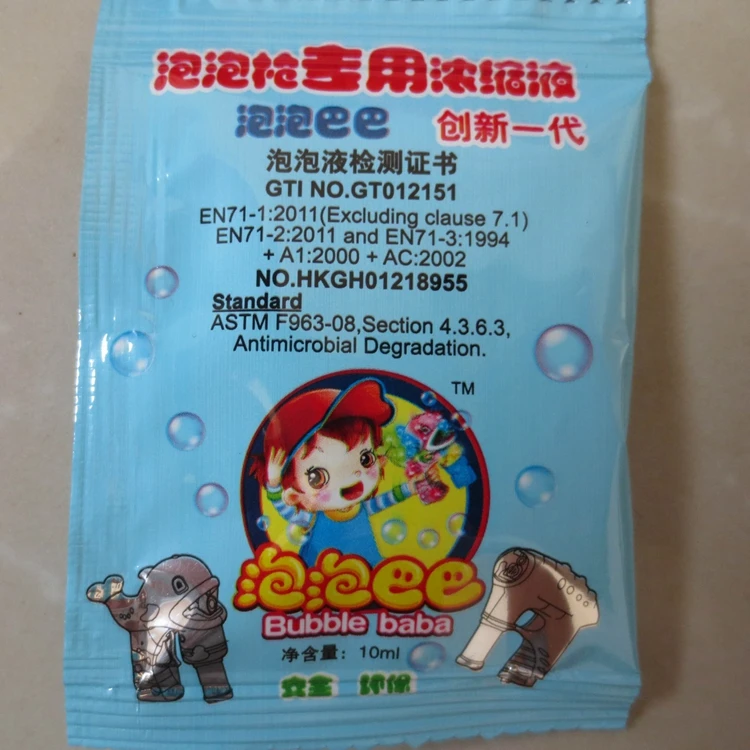 泡泡枪专用浓缩液
泡泡巴巴 创新一代
泡泡液检测证书
GTI NO.GT012151
EN71-1:2011(Excluding clause 7.1)
EN71-2:2011 and EN71-3:1994
+ A1:2000 + AC:2002
NO.HKGH01218955
Standard
ASTM F963-08,Section 4.3.6.3,
Antimicrobial Degradation.
TM
泡泡巴巴
Bubble baba
净含量: 10ml
安全 环保